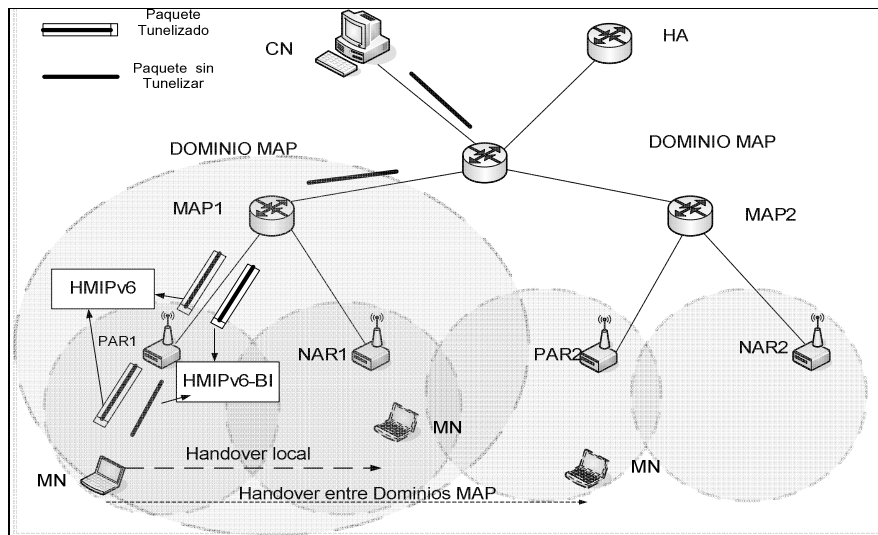 Paquete
Tunelizado
Paquete sin
Tunelizar
CN
HA
DOMINIO MAP
DOMINIO MAP
MAP1
MAP2
HMIPv6
PAR1
NAR1
PAR2
NAR2
HMIPv6-BI
MN
MN
Handover local
MN
Handover entre Dominios MAP